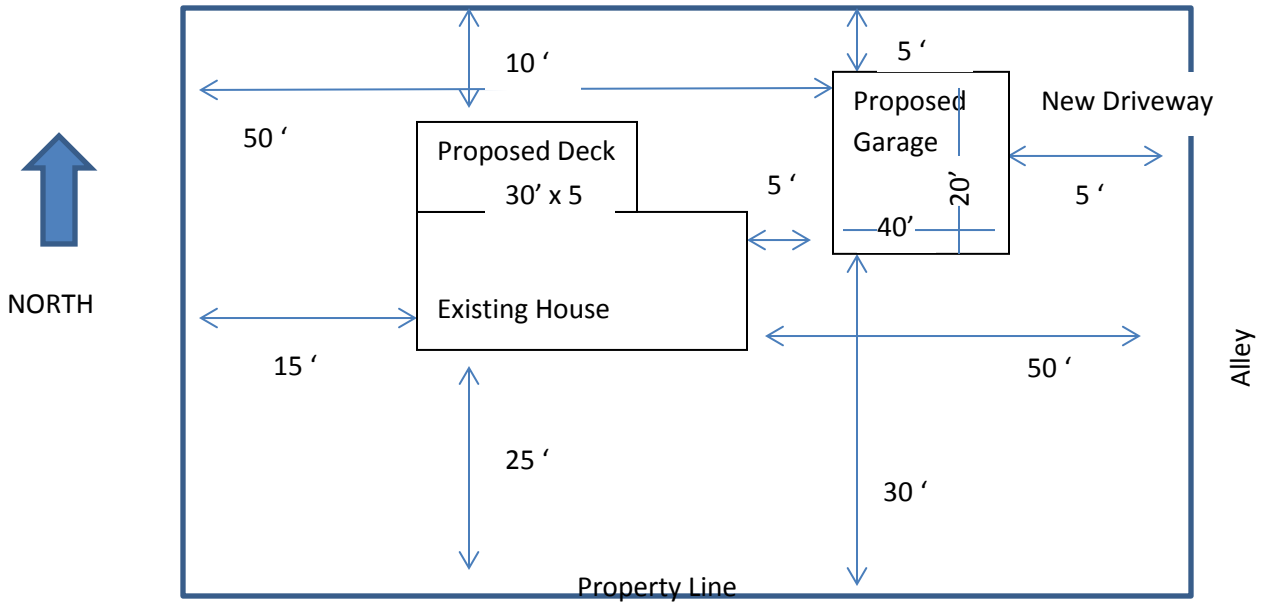 10 ‘
5 ‘
50 ‘
Proposed
Garage
New Driveway
Proposed Deck
30’ x 5
5 ‘
20’
5 ‘
40’
NORTH
Existing House
15 ‘
50 ‘
Alley
25 ‘
30 ‘
Property Line